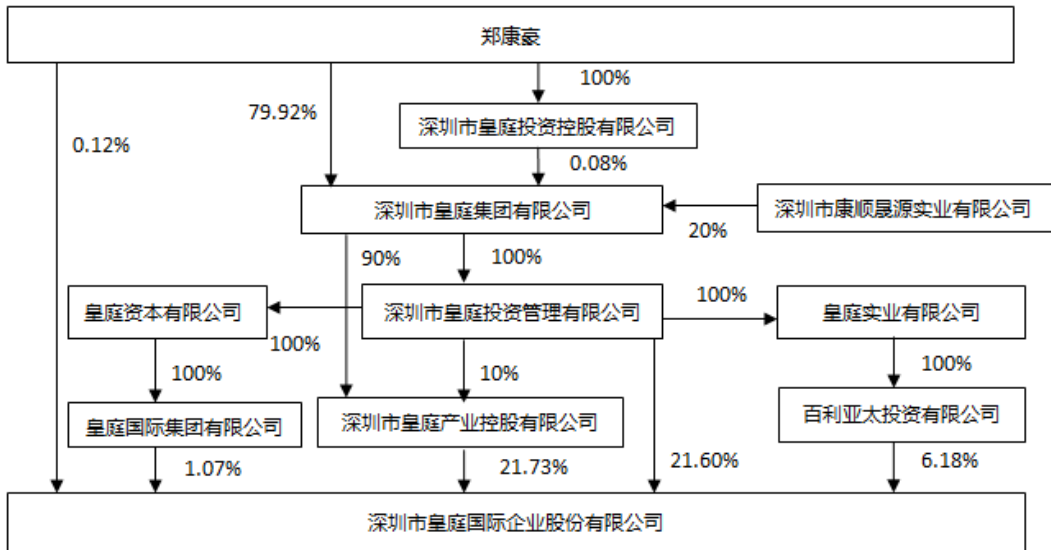 郑康豪
100%
79.92%
0.12%
深圳市皇庭投资控股有限公司
0.08%
深圳市皇庭集团有限公司
深圳市康顺晟源实业有限公司
20%
90%
100%
皇庭资本有限公司
深圳市皇庭投资管理有限公司
100%
皇庭实业有限公司
100%
100%
10%
100%
皇庭国际集团有限公司
深圳市皇庭产业控股有限公司
百利亚太投资有限公司
1.07%
21.73%
21.60%
6.18%
深圳市皇庭国际企业股份有限公司